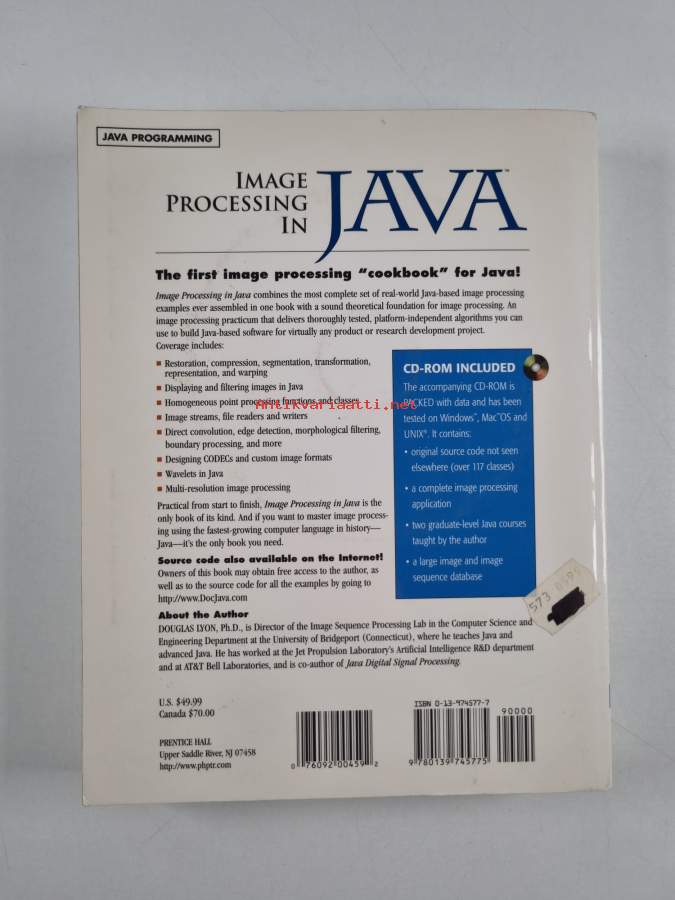 JAVA PROGRAMMING
IMAGE
PROCESSING
IN
JAVA™
The first image processing “cookbook” for Java!
Image Processing in Java combines the most complete set of real-world Java-based image processing
examples ever assembled in one book with a sound theoretical foundation for image processing. An
image processing practicum that delivers thoroughly tested, platform-independent algorithms you can
use to build Java-based software for virtually any product or research development project.
Coverage includes:
■ Restoration, compression, segmentation, transformation,
representation, and warping
■ Displaying and filtering images in Java
■ Homogeneous point processing functions and classes
■ Image streams, file readers and writers
■ Direct convolution, edge detection, morphological filtering,
boundary processing, and more
■ Designing CODECs and custom image formats
■ Wavelets in Java
■ Multi-resolution image processing
Practical from start to finish, Image Processing in Java is the
only book of its kind. And if you want to master image process-
ing using the fastest-growing computer language in history—
Java—it's the only book you need.
Source code also available on the Internet!
Owners of this book may obtain free access to the author, as
well as to the source code for all the examples by going to
http://www.DocJava.com
CD-ROM INCLUDED
The accompanying CD-ROM is
PACKED with data and has been
tested on Windows™, Mac™OS and
UNIX®. It contains:
• original source code not seen
elsewhere (over 117 classes)
• a complete image processing
application
• two graduate-level Java courses
taught by the author
• a large image and image
sequence database
Antikvariaatti.net
573
About the Author
DOUGLAS LYON, Ph.D., is Director of the Image Sequence Processing Lab in the Computer Science and
Engineering Department at the University of Bridgeport (Connecticut), where he teaches Java and
advanced Java. He has worked at the Jet Propulsion Laboratory's Artificial Intelligence R&D department
and at AT&T Bell Laboratories, and is co-author of Java Digital Signal Processing.
U.S. $49.99
Canada $70.00
PRENTICE HALL
Upper Saddle River, NJ 07458
http://www.phptr.com
0 76092 00459 2
ISBN 0-13-974577-7
90000
9 780139 745775